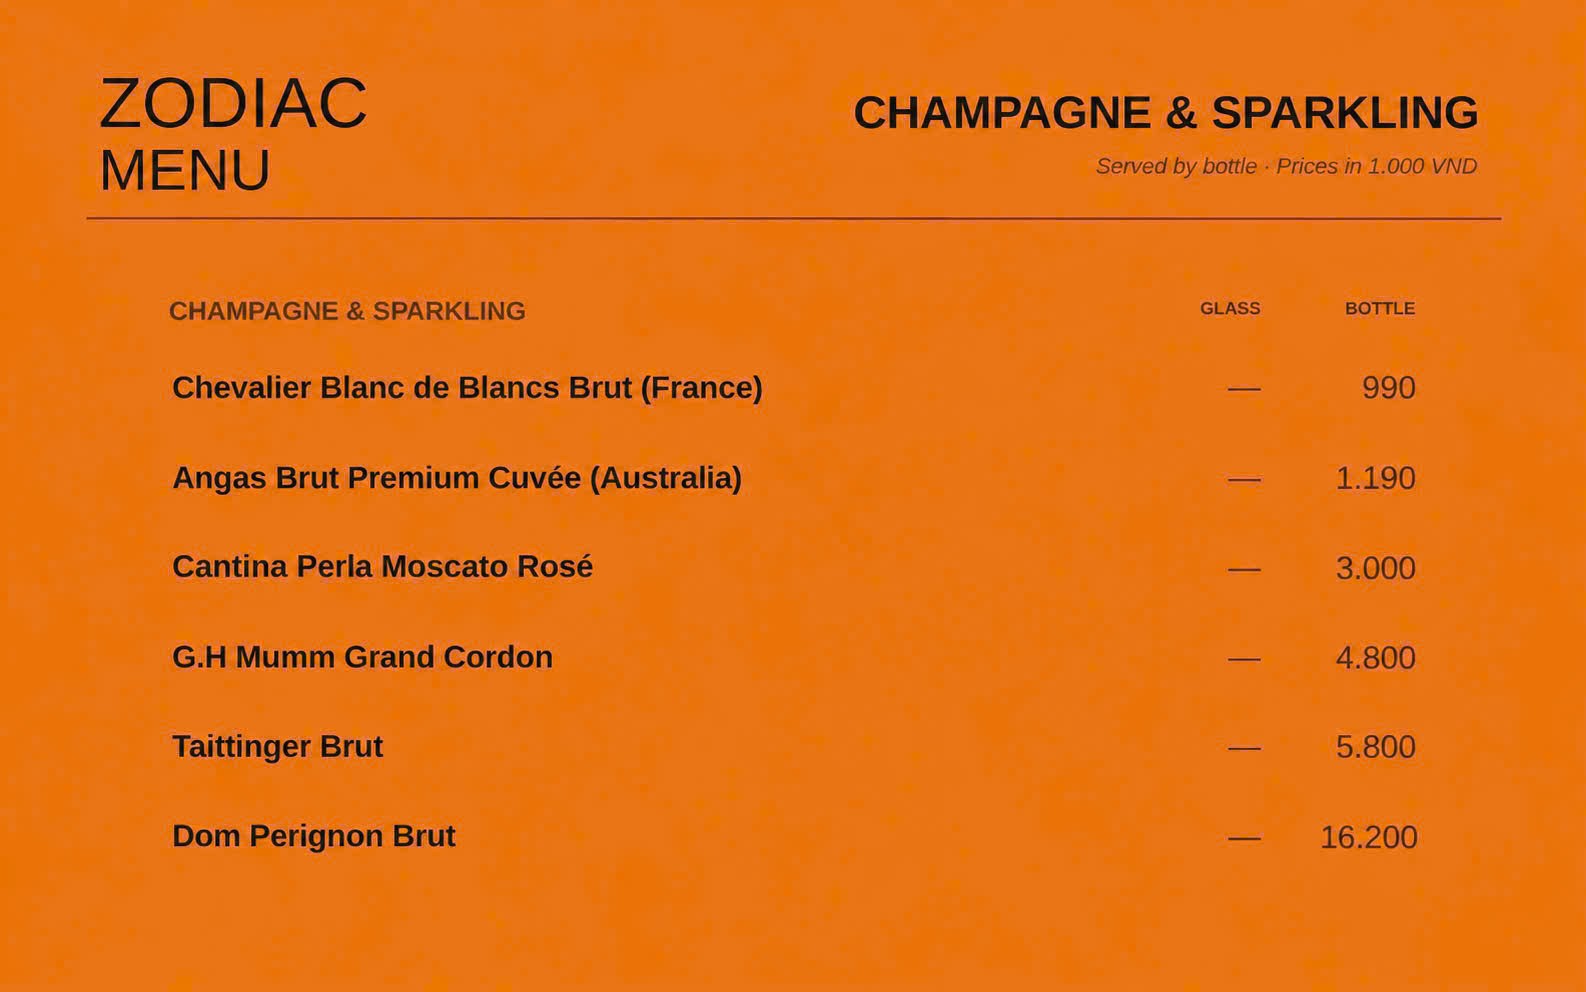 ZODIAC
MENU
CHAMPAGNE & SPARKLING
Served by bottle · Prices in 1.000 VND
CHAMPAGNE & SPARKLING GLASS BOTTLE
Chevalier Blanc de Blancs Brut (France) — 990
Angas Brut Premium Cuvée (Australia) — 1.190
Cantina Perla Moscato Rosé — 3.000
G.H Mumm Grand Cordon — 4.800
Taittinger Brut — 5.800
Dom Perignon Brut — 16.200